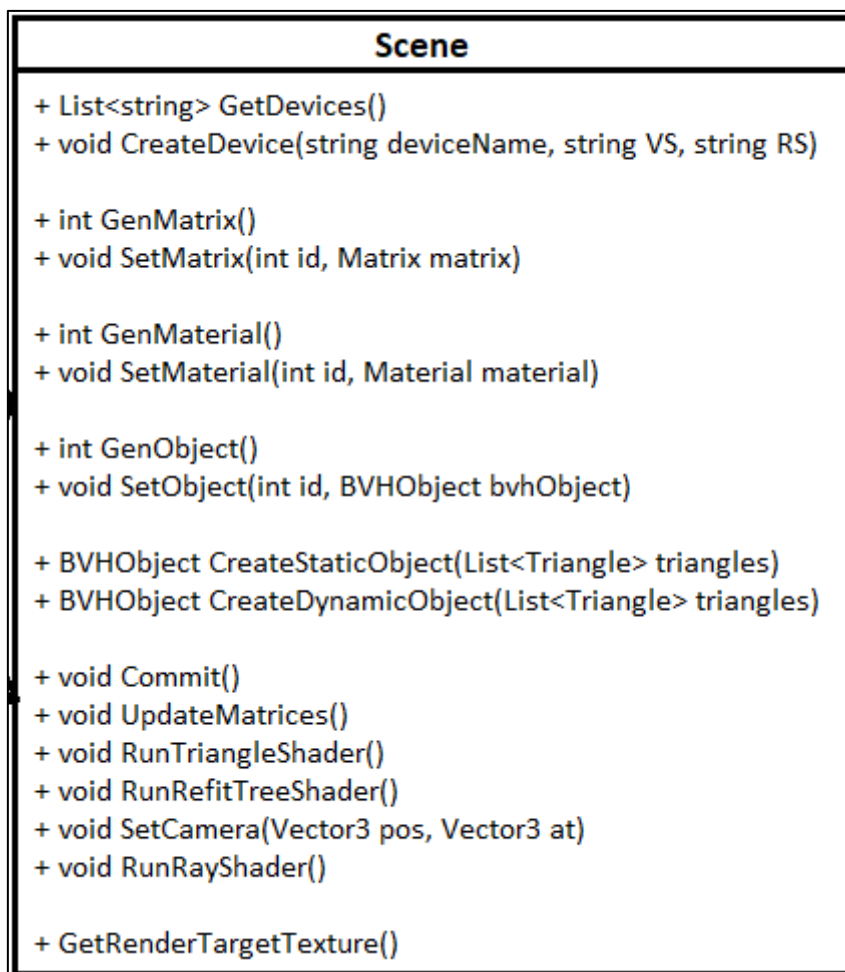 Scene
+ List<string> GetDevices()
+ void CreateDevice(string deviceName, string VS, string RS)
+ int GenMatrix()
+ void SetMatrix(int id, Matrix matrix)
+ int GenMaterial()
+ void SetMaterial(int id, Material material)
+ int GenObject()
+ void SetObject(int id, BVHObject bvhObject)
+ BVHObject CreateStaticObject(List<Triangle> triangles)
+ BVHObject CreateDynamicObject(List<Triangle> triangles)
+ void Commit()
+ void UpdateMatrices()
+ void RunTriangleShader()
+ void RunRefitTreeShader()
+ void SetCamera(Vector3 pos, Vector3 at)
+ void RunRayShader()
+ GetRenderTargetTexture()